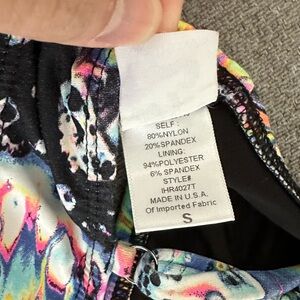 SELF :
80%NYLON
20%SPANDEX
LINING:
94%POLYESTER
6% SPANDEX
STYLE#
IHR4027T
MADE IN U.S.A.
Of Imported Fabric
S